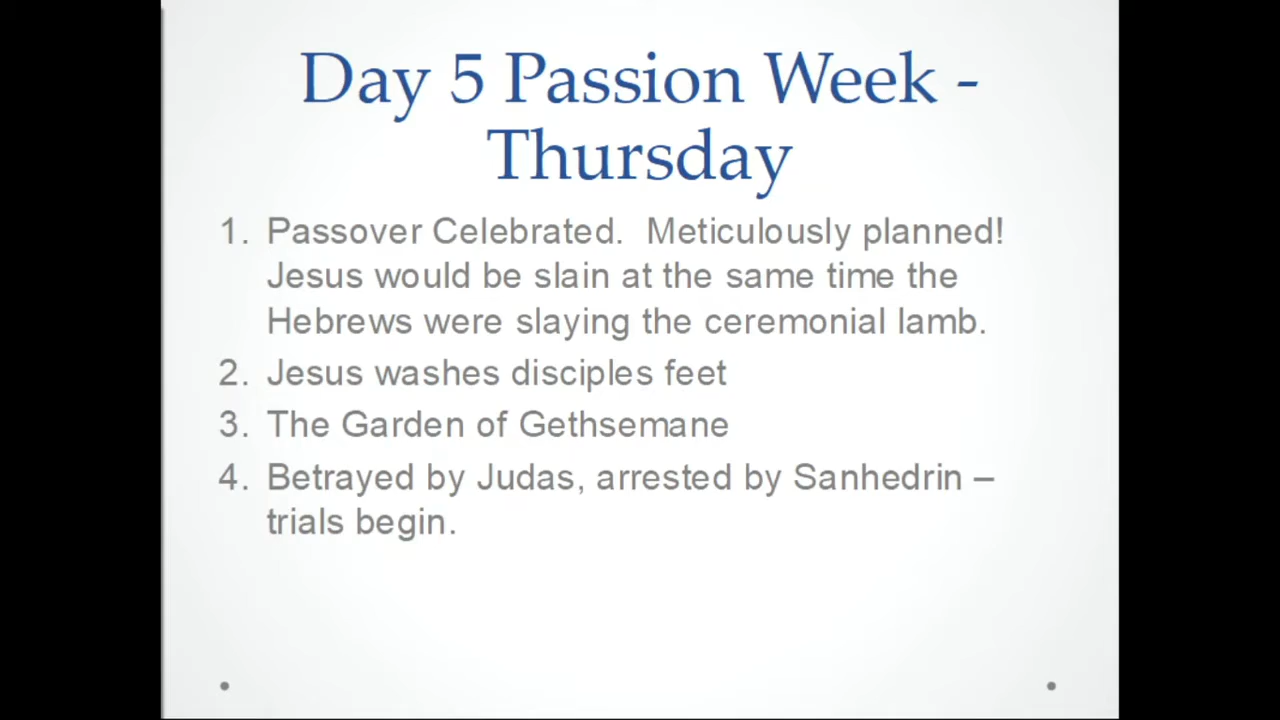 Day 5 Passion Week -
Thursday
1. Passover Celebrated.  Meticulously planned!
Jesus would be slain at the same time the
Hebrews were slaying the ceremonial lamb.
2. Jesus washes disciples feet
3. The Garden of Gethsemane
4. Betrayed by Judas, arrested by Sanhedrin –
trials begin.